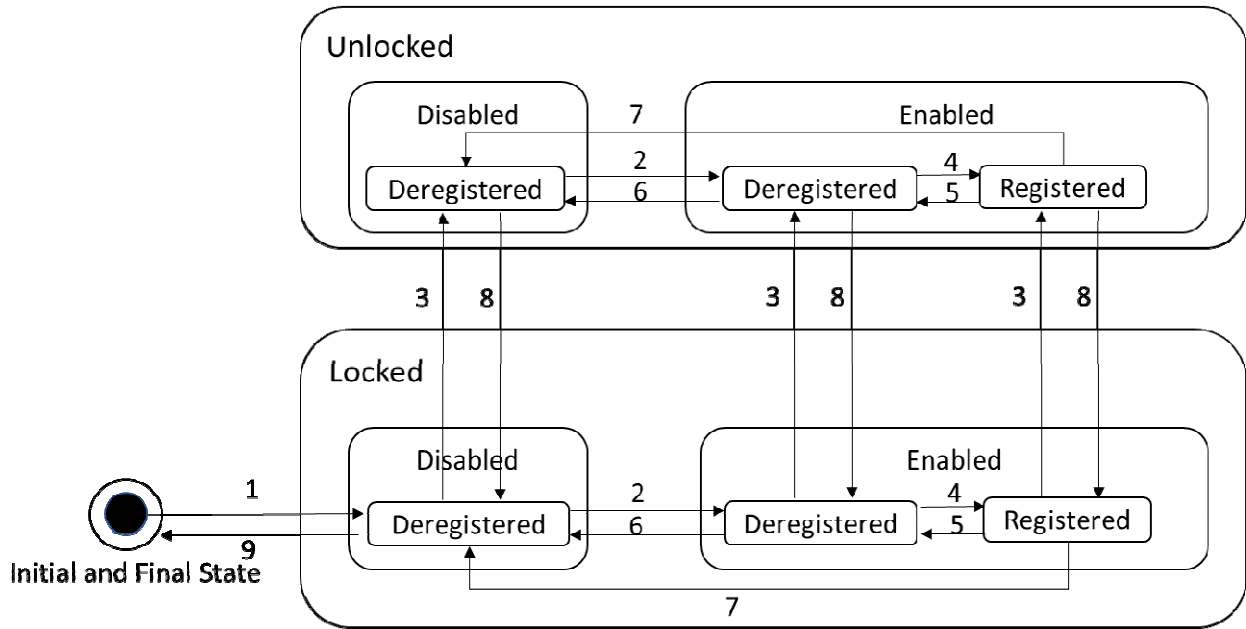 Unlocked
Disabled 7 Enabled
2 4
Deregistered Deregistered Registered
6 5
3 8 3 8 3 8
Locked
Disabled Enabled
1 2 4
Deregistered Deregistered Registered
6 5
9
Initial and Final State
7